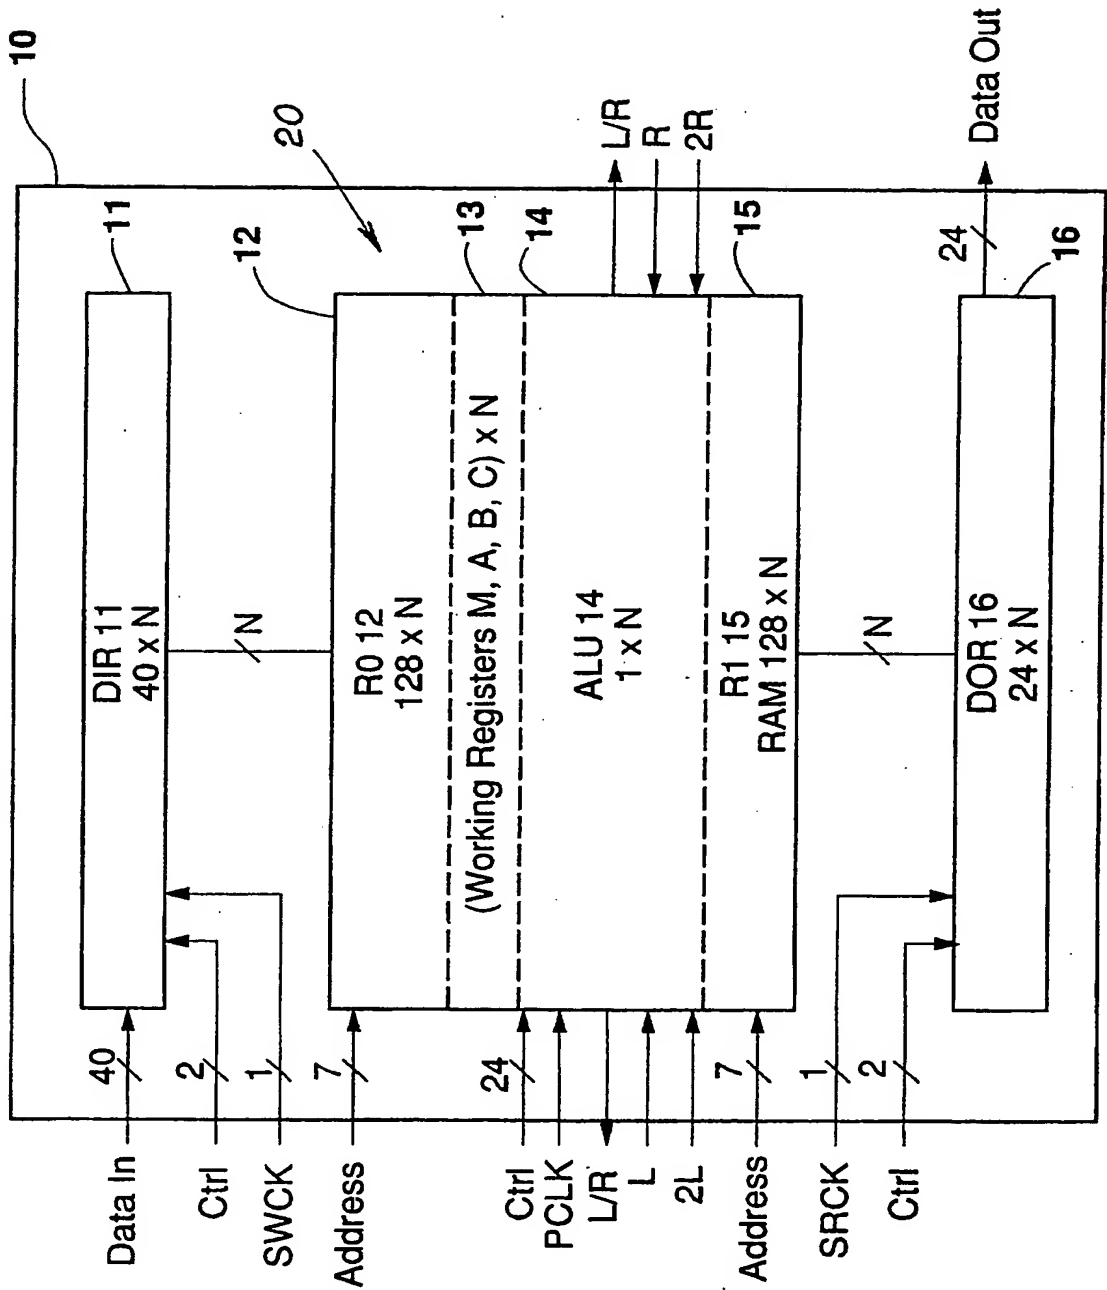 10
20
11
DIR 11
40 x N
Data In
40
Ctrl
2
SWCK
1
N
12
R0 12
128 x N
Address
7
13
(Working Registers M, A, B, C) x N
14
ALU 14
1 x N
Ctrl
24
PCLK
L/R
L
2L
L/R
R
2R
15
R1 15
RAM 128 x N
Address
7
N
SRCK
1
Ctrl
2
DOR 16
24 x N
16
24
Data Out